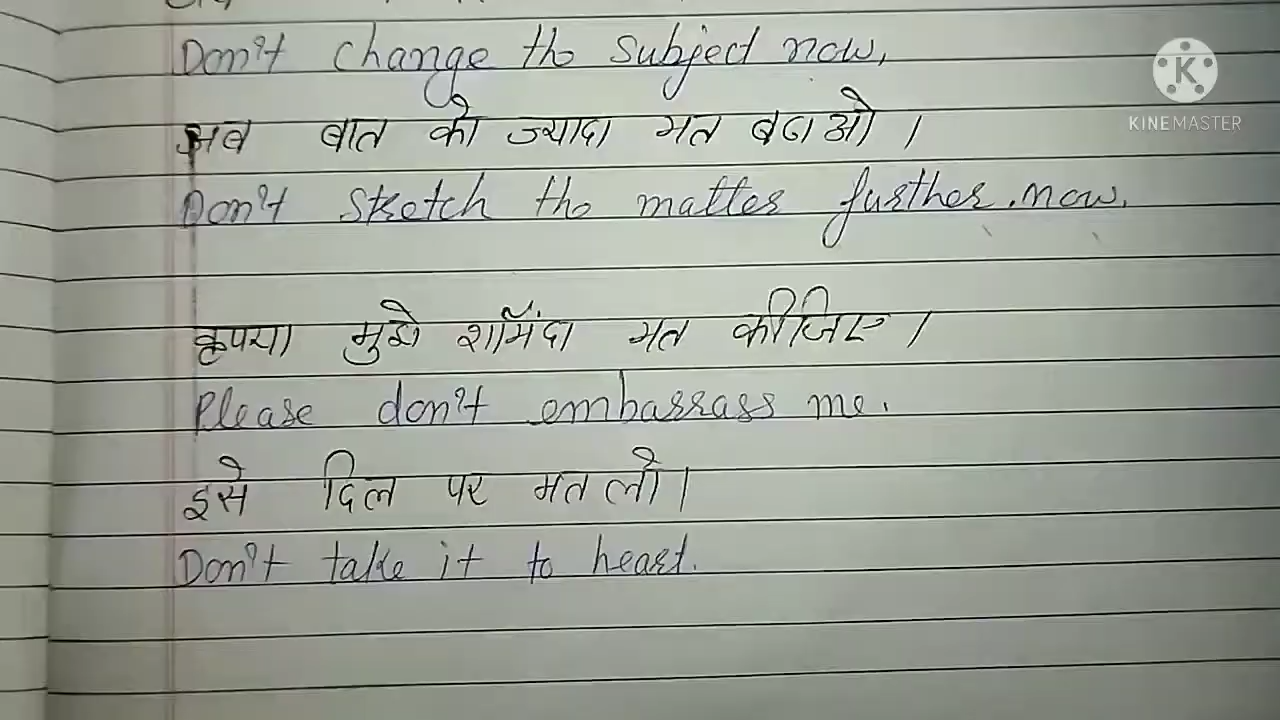 Don't change the subject now,
KINEMASTER
अब बात को ज्यादा मत बढाओ ।
Don't stretch the matter further. now.
कृपया मुझे शर्मिंदा मत कीजिए ।
Please don't embarrass me.
इसे दिल पर मत लो।
Don't take it to heart.